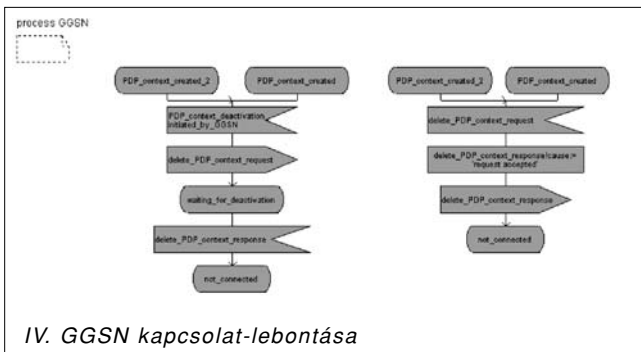 process GGSN
PDP_context_created_2
PDP_context_created
PDP_context_deactivation_
initiated_by_GGSN
delete_PDP_context_request
waiting_for_deactivation
delete_PDP_context_response
not_connected
PDP_context_created_2
PDP_context_created
delete_PDP_context_request
delete_PDP_context_response!cause:=
'request accepted'
delete_PDP_context_response
not_connected
IV. GGSN kapcsolat-lebontása